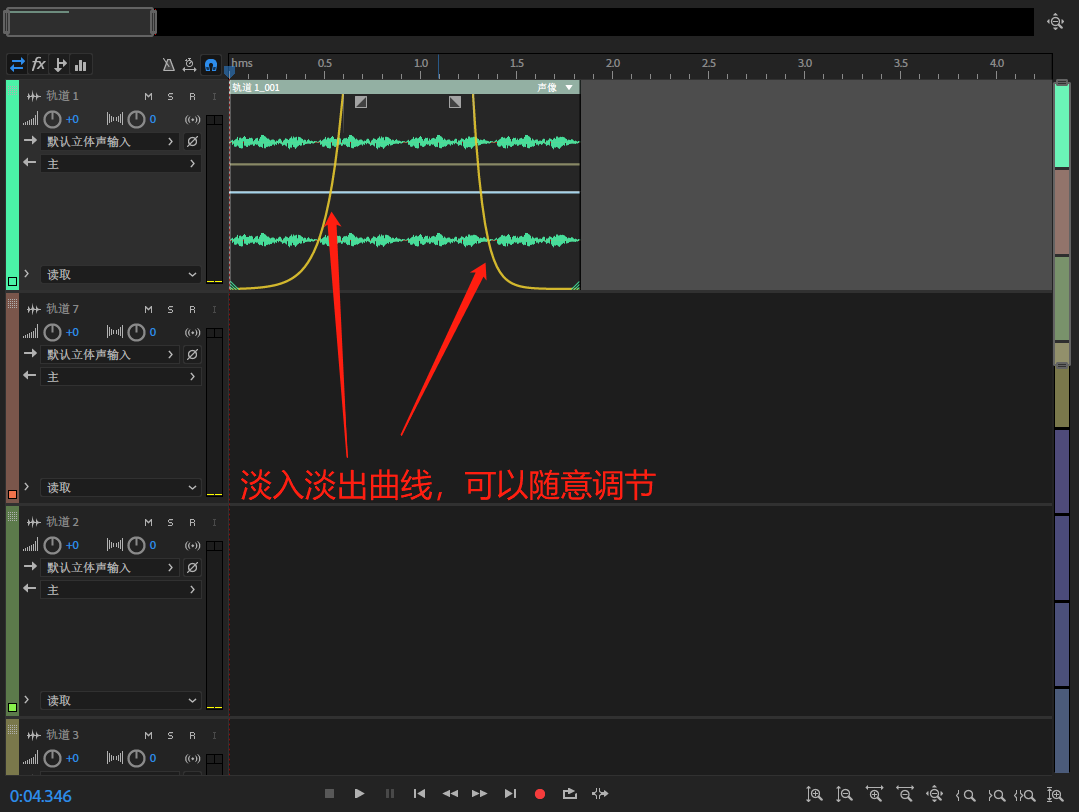 fx
hms 0.5 1.0 1.5 2.0 2.5 3.0 3.5 4.0
轨道 1_001 声像
轨道 1 M S R I
+0 0
默认立体声输入
主
读取
轨道 7 M S R I
+0 0
默认立体声输入
主
淡入淡出曲线，可以随意调节
读取
轨道 2 M S R I
+0 0
默认立体声输入
主
读取
轨道 3 M S R I
+0 0
0:04.346